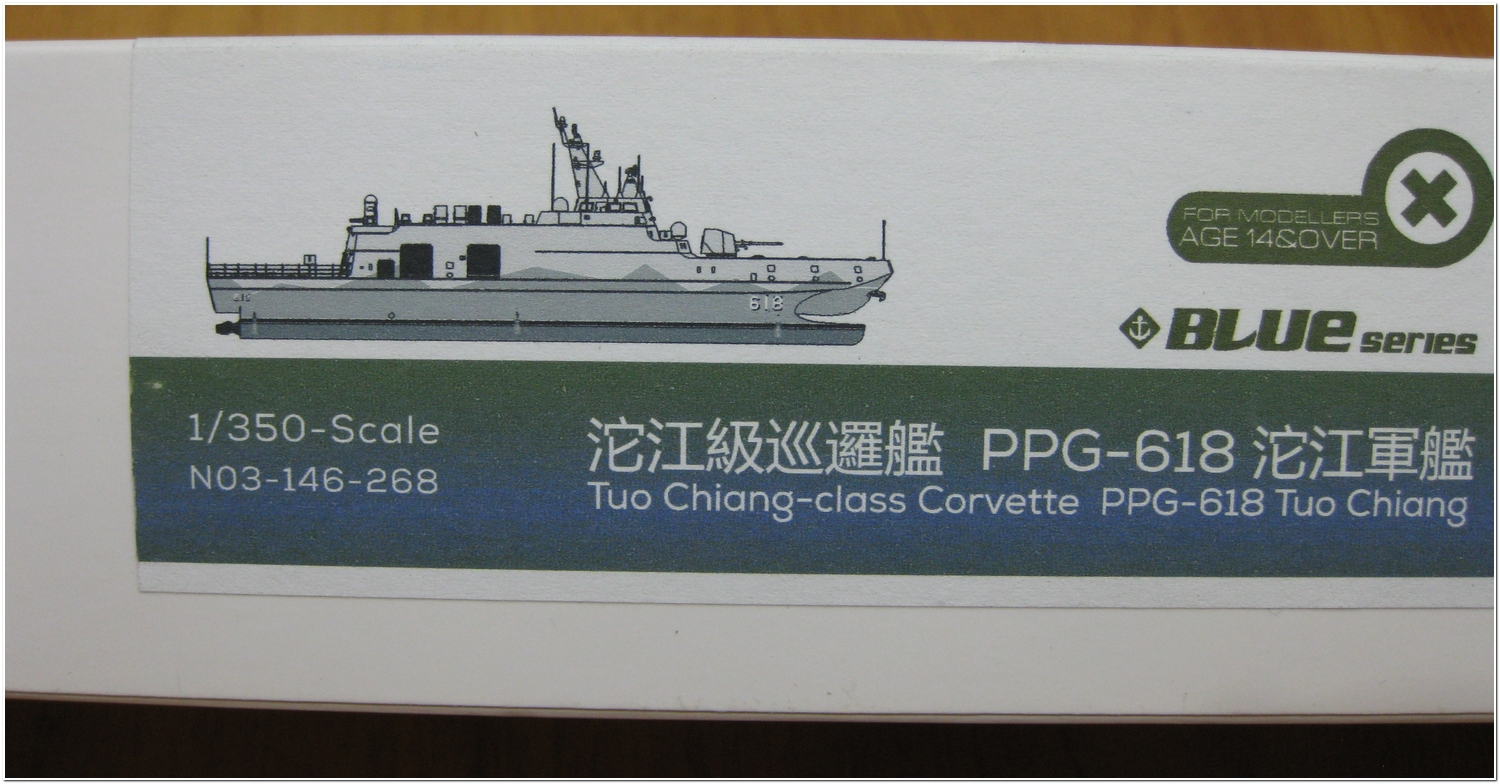 618
FOR MODELLERS
AGE 14&OVER
BLUE series
1/350-Scale
N03-146-268
沱江級巡邏艦 PPG-618 沱江軍艦
Tuo Chiang-class Corvette PPG-618 Tuo Chiang